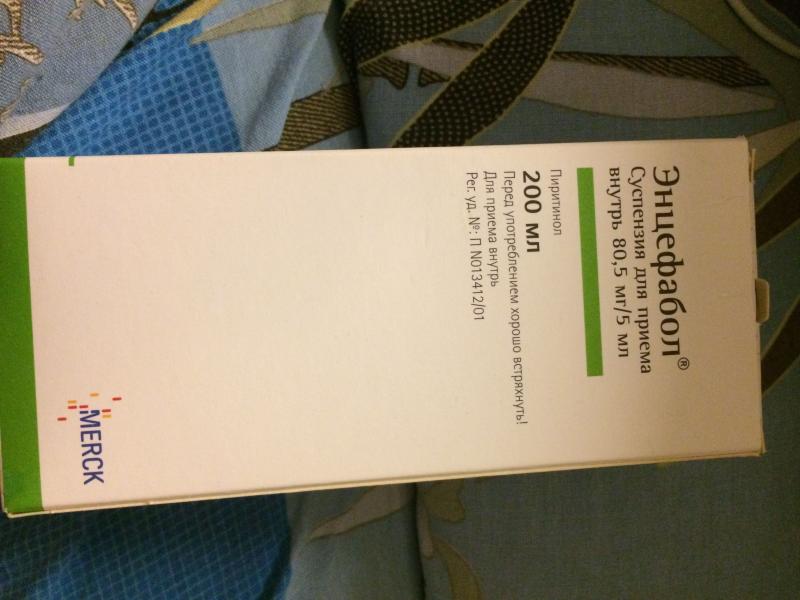 Энцефабол®
Суспензия для приема
внутрь 80,5 мг/5 мл
Пиритинол
200 мл
Перед употреблением хорошо встряхнуть!
Для приема внутрь
Рег. уд. №: П N013412/01
MERCK